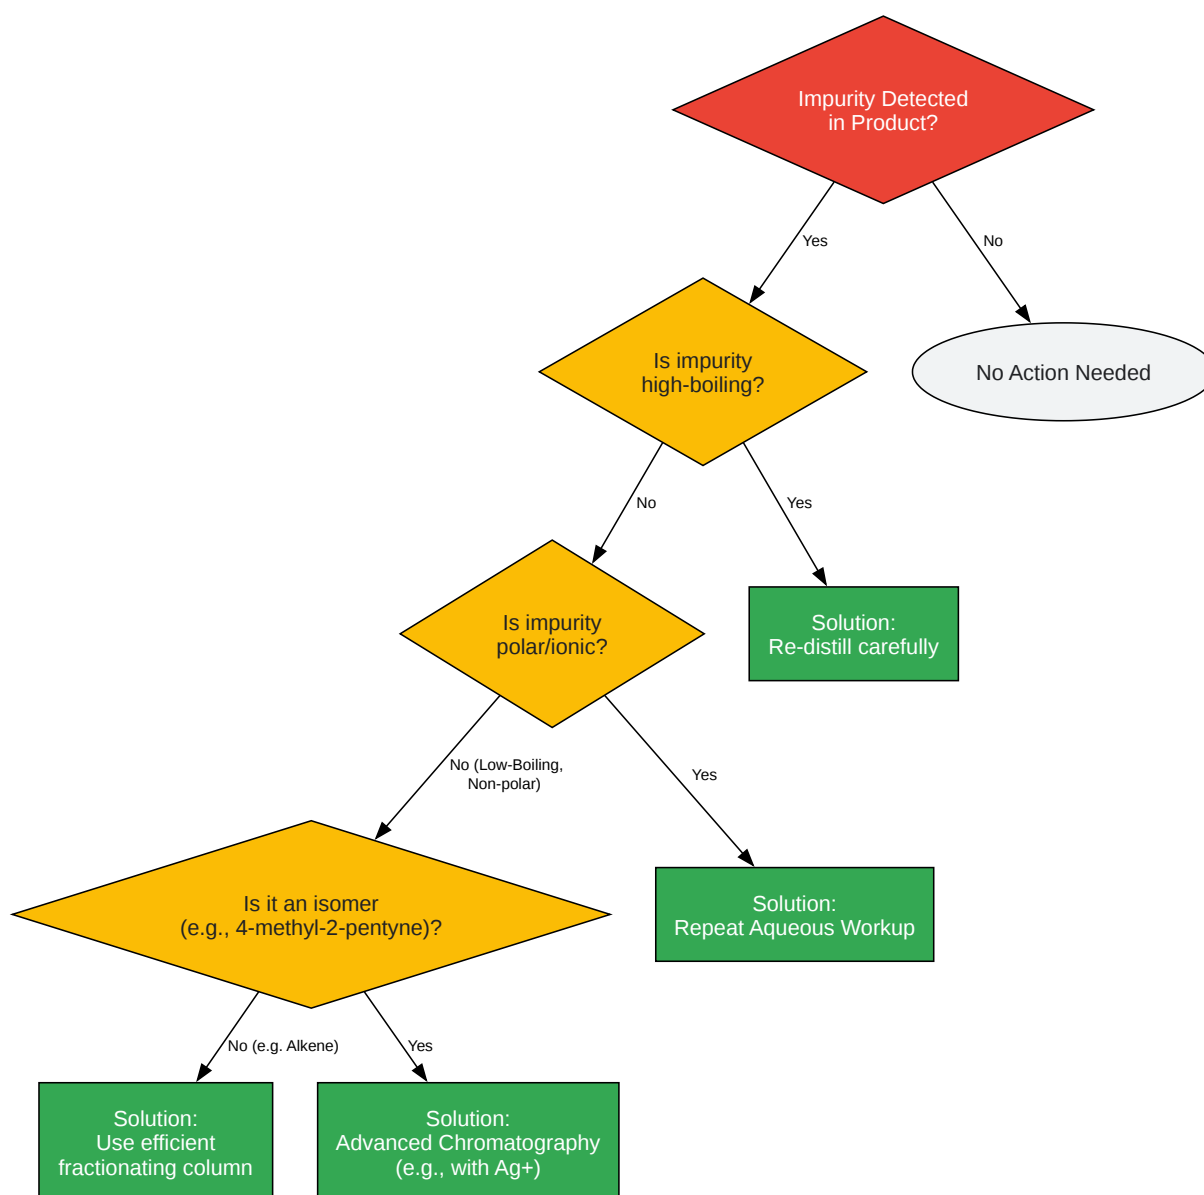 Impurity Detected
in Product?
Yes
No
Is impurity
high-boiling?
No Action Needed
No
Yes
Is impurity
polar/ionic?
Solution:
Re-distill carefully
No (Low-Boiling,
Non-polar)
Yes
Is it an isomer
(e.g., 4-methyl-2-pentyne)?
Solution:
Repeat Aqueous Workup
No (e.g. Alkene)
Yes
Solution:
Use efficient
fractionating column
Solution:
Advanced Chromatography
(e.g., with Ag+)